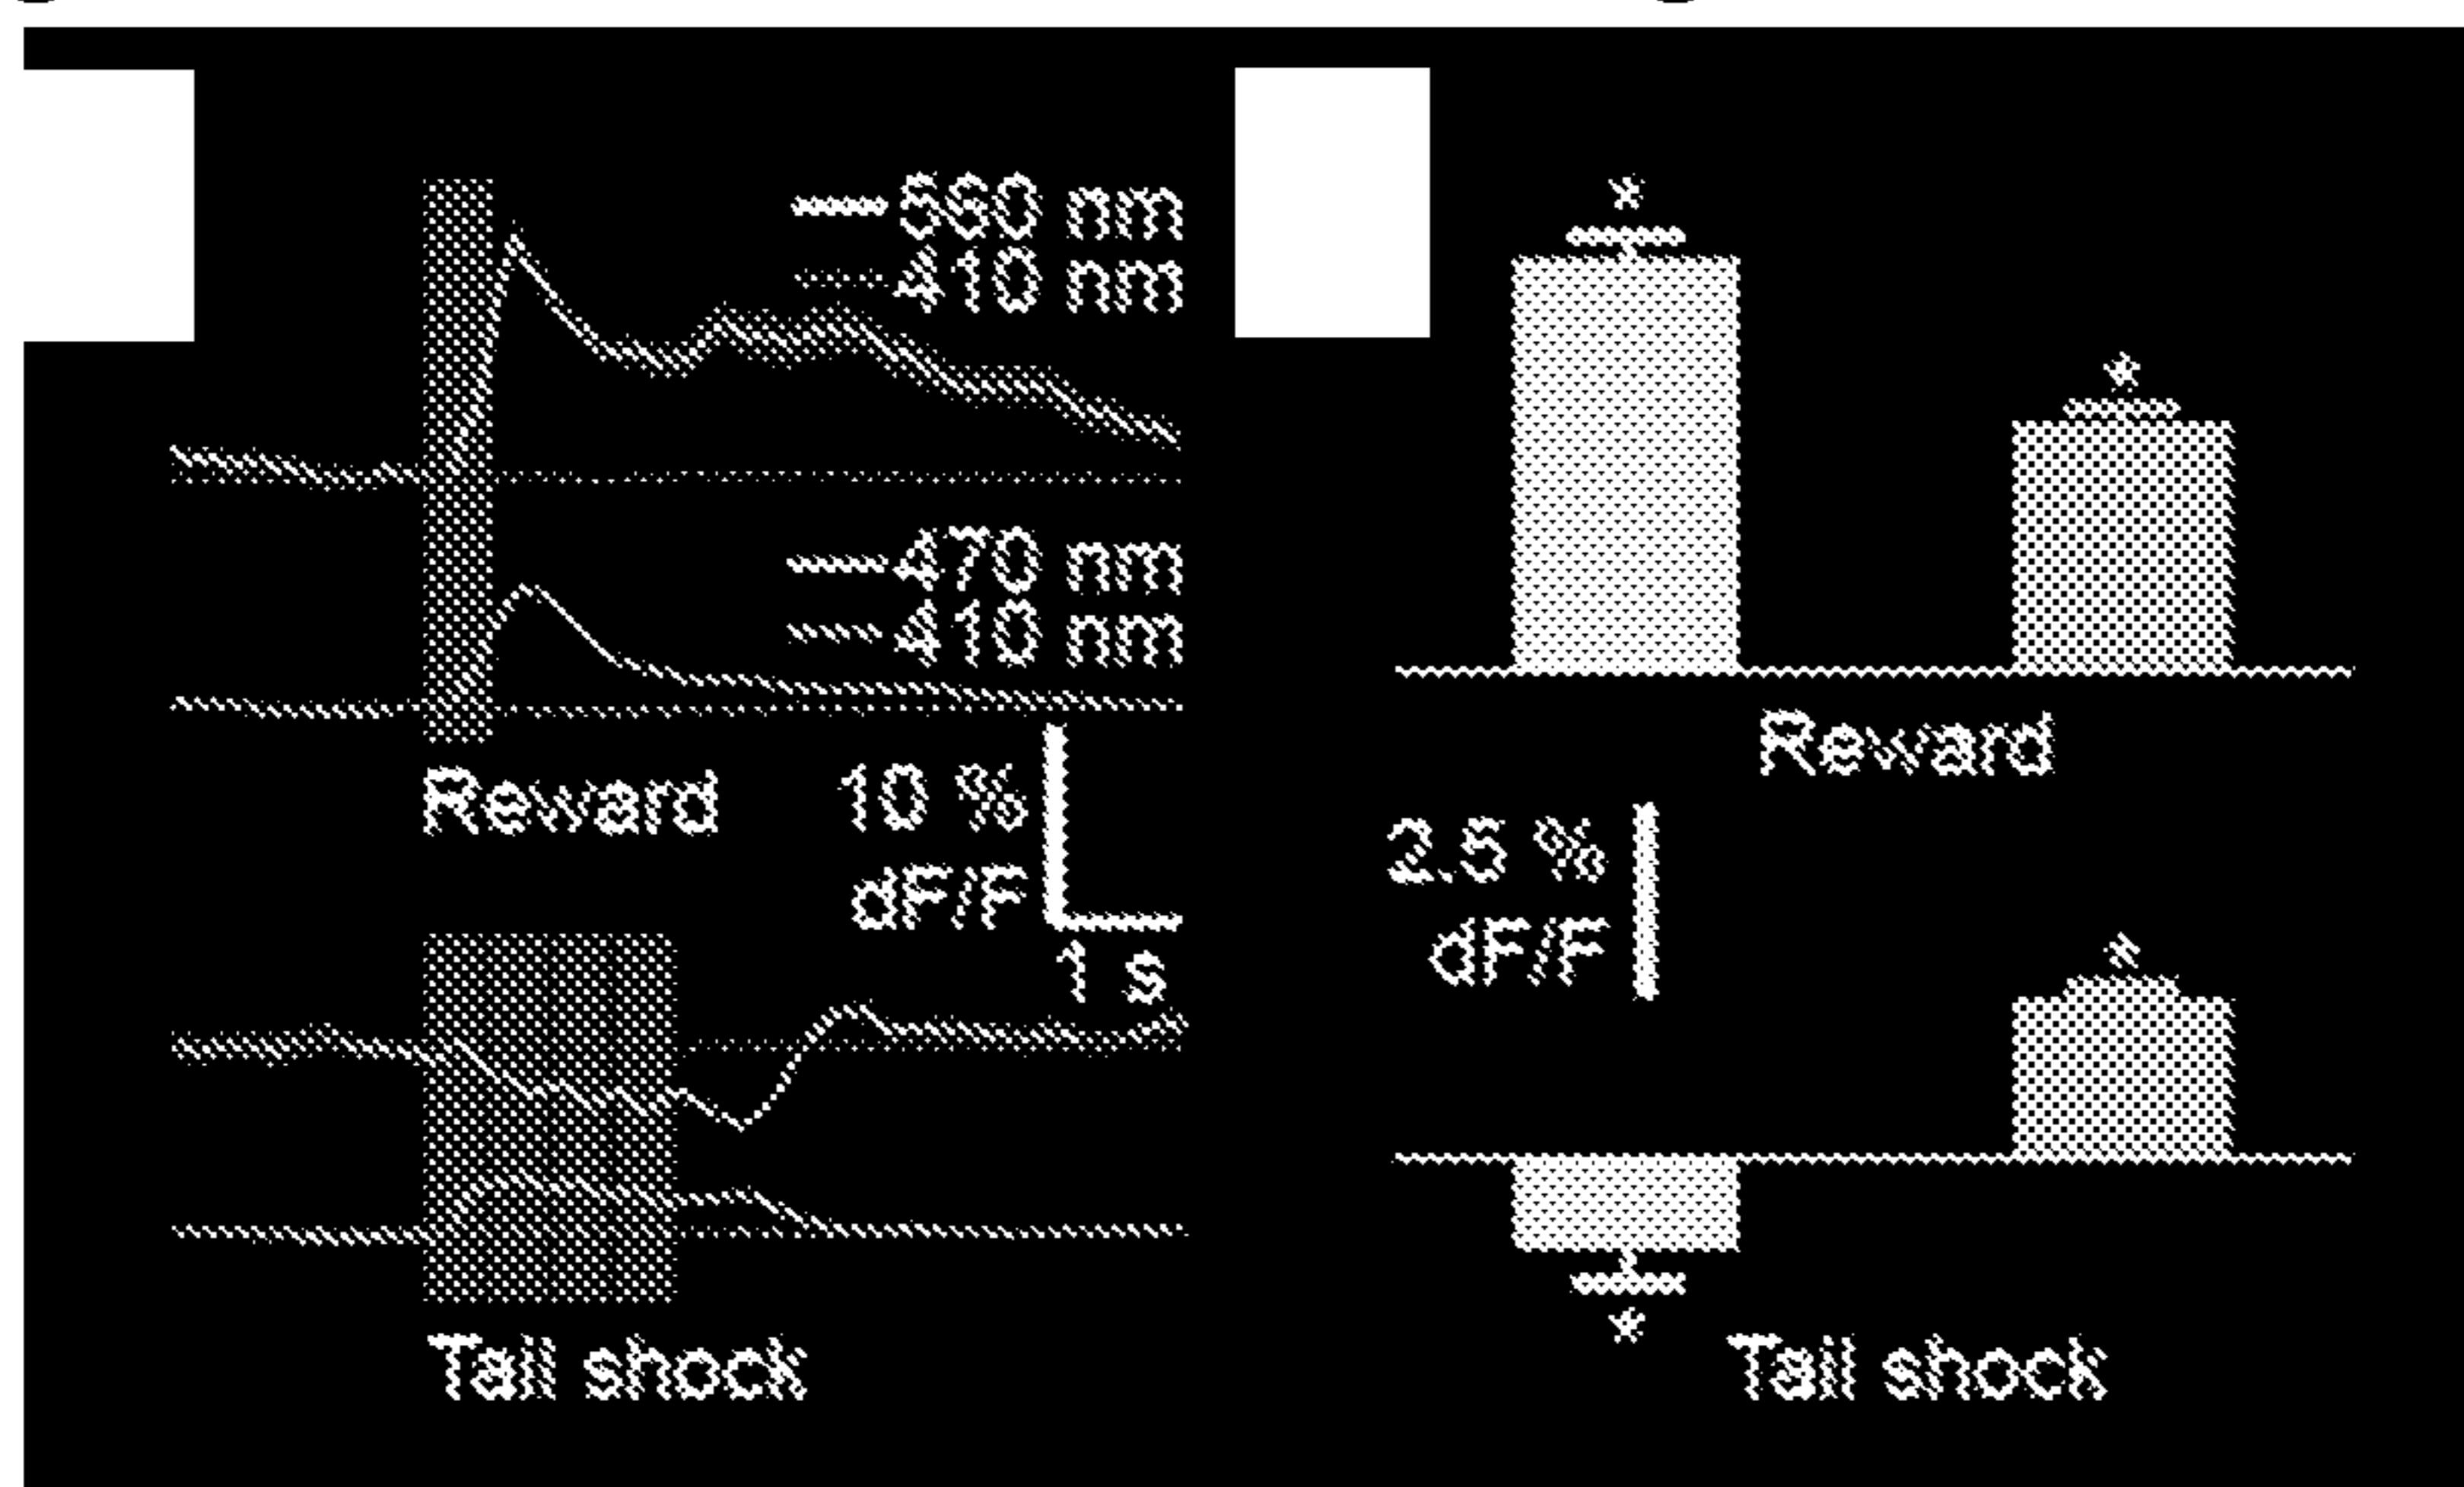 560 nm
410 nm
470 nm
410 nm
Reward
10 %
dF/F
1 s
Tail shock
*
*
Reward
2.5 %
dF/F
*
*
Tail shock